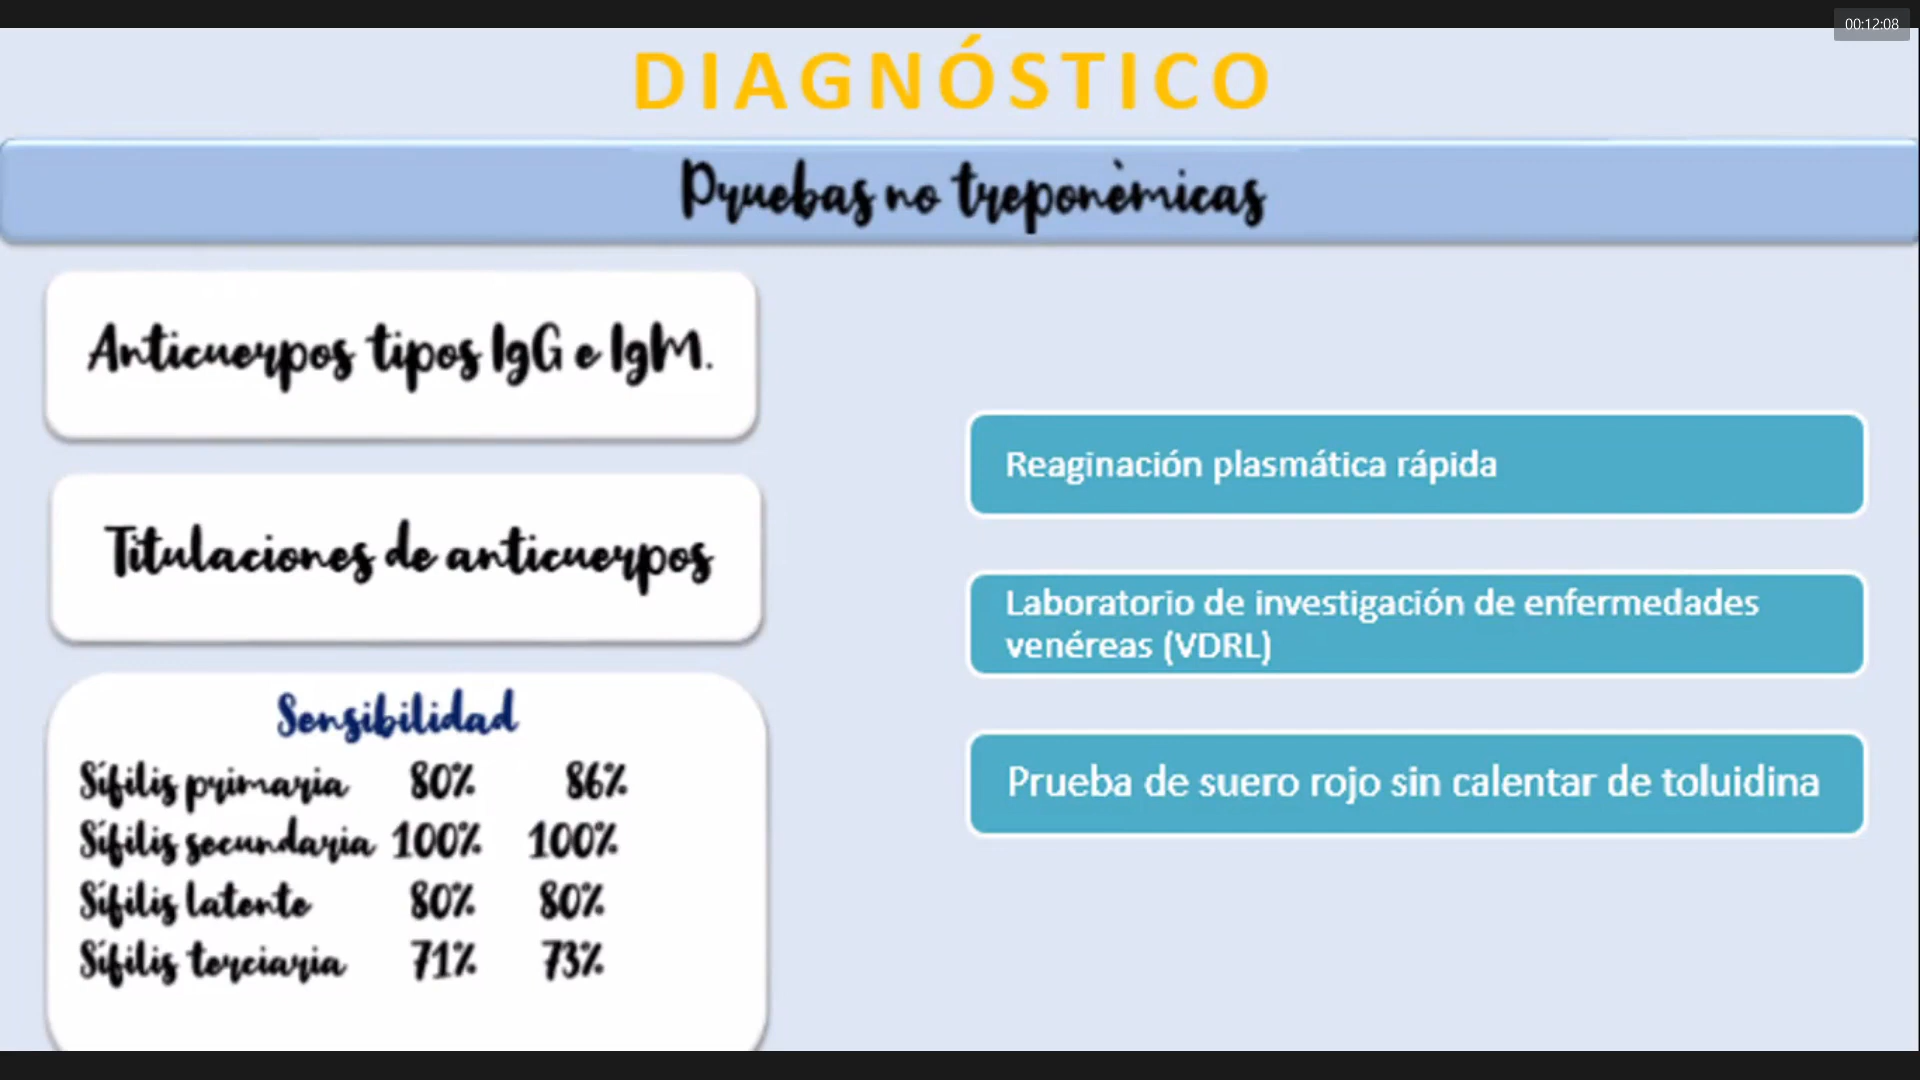 00:12:08
DIAGNÓSTICO
Pruebas no treponèmicas
Anticuerpos tipos IgG e IgM.
Titulaciones de anticuerpos
Sensibilidad
Sífilis primaria 80% 86%
Sífilis secundaria 100% 100%
Sífilis latente 80% 80%
Sífilis terciaria 71% 73%
Reaginación plasmática rápida
Laboratorio de investigación de enfermedades
venéreas (VDRL)
Prueba de suero rojo sin calentar de toluidina